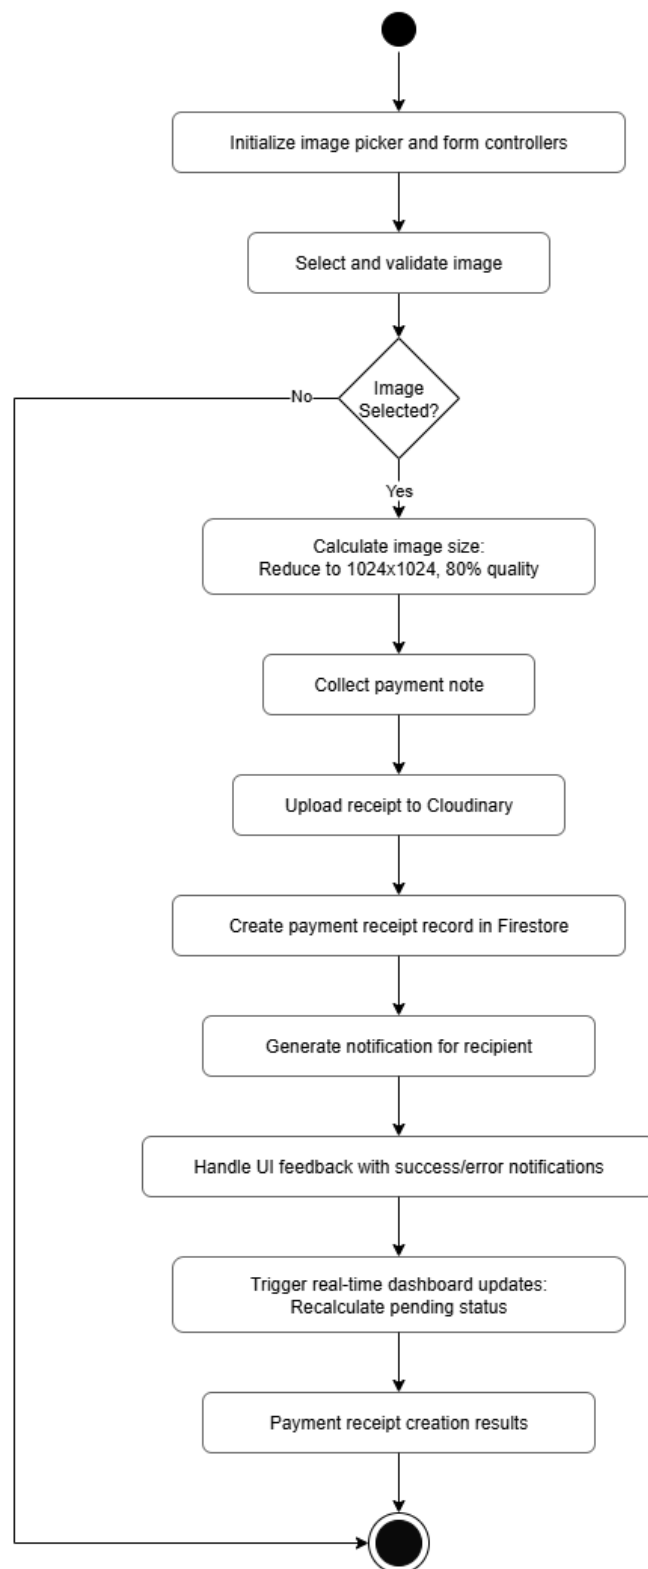 Initialize image picker and form controllers
Select and validate image
Image
Selected?
No
Yes
Calculate image size:
Reduce to 1024x1024, 80% quality
Collect payment note
Upload receipt to Cloudinary
Create payment receipt record in Firestore
Generate notification for recipient
Handle UI feedback with success/error notifications
Trigger real-time dashboard updates:
Recalculate pending status
Payment receipt creation results